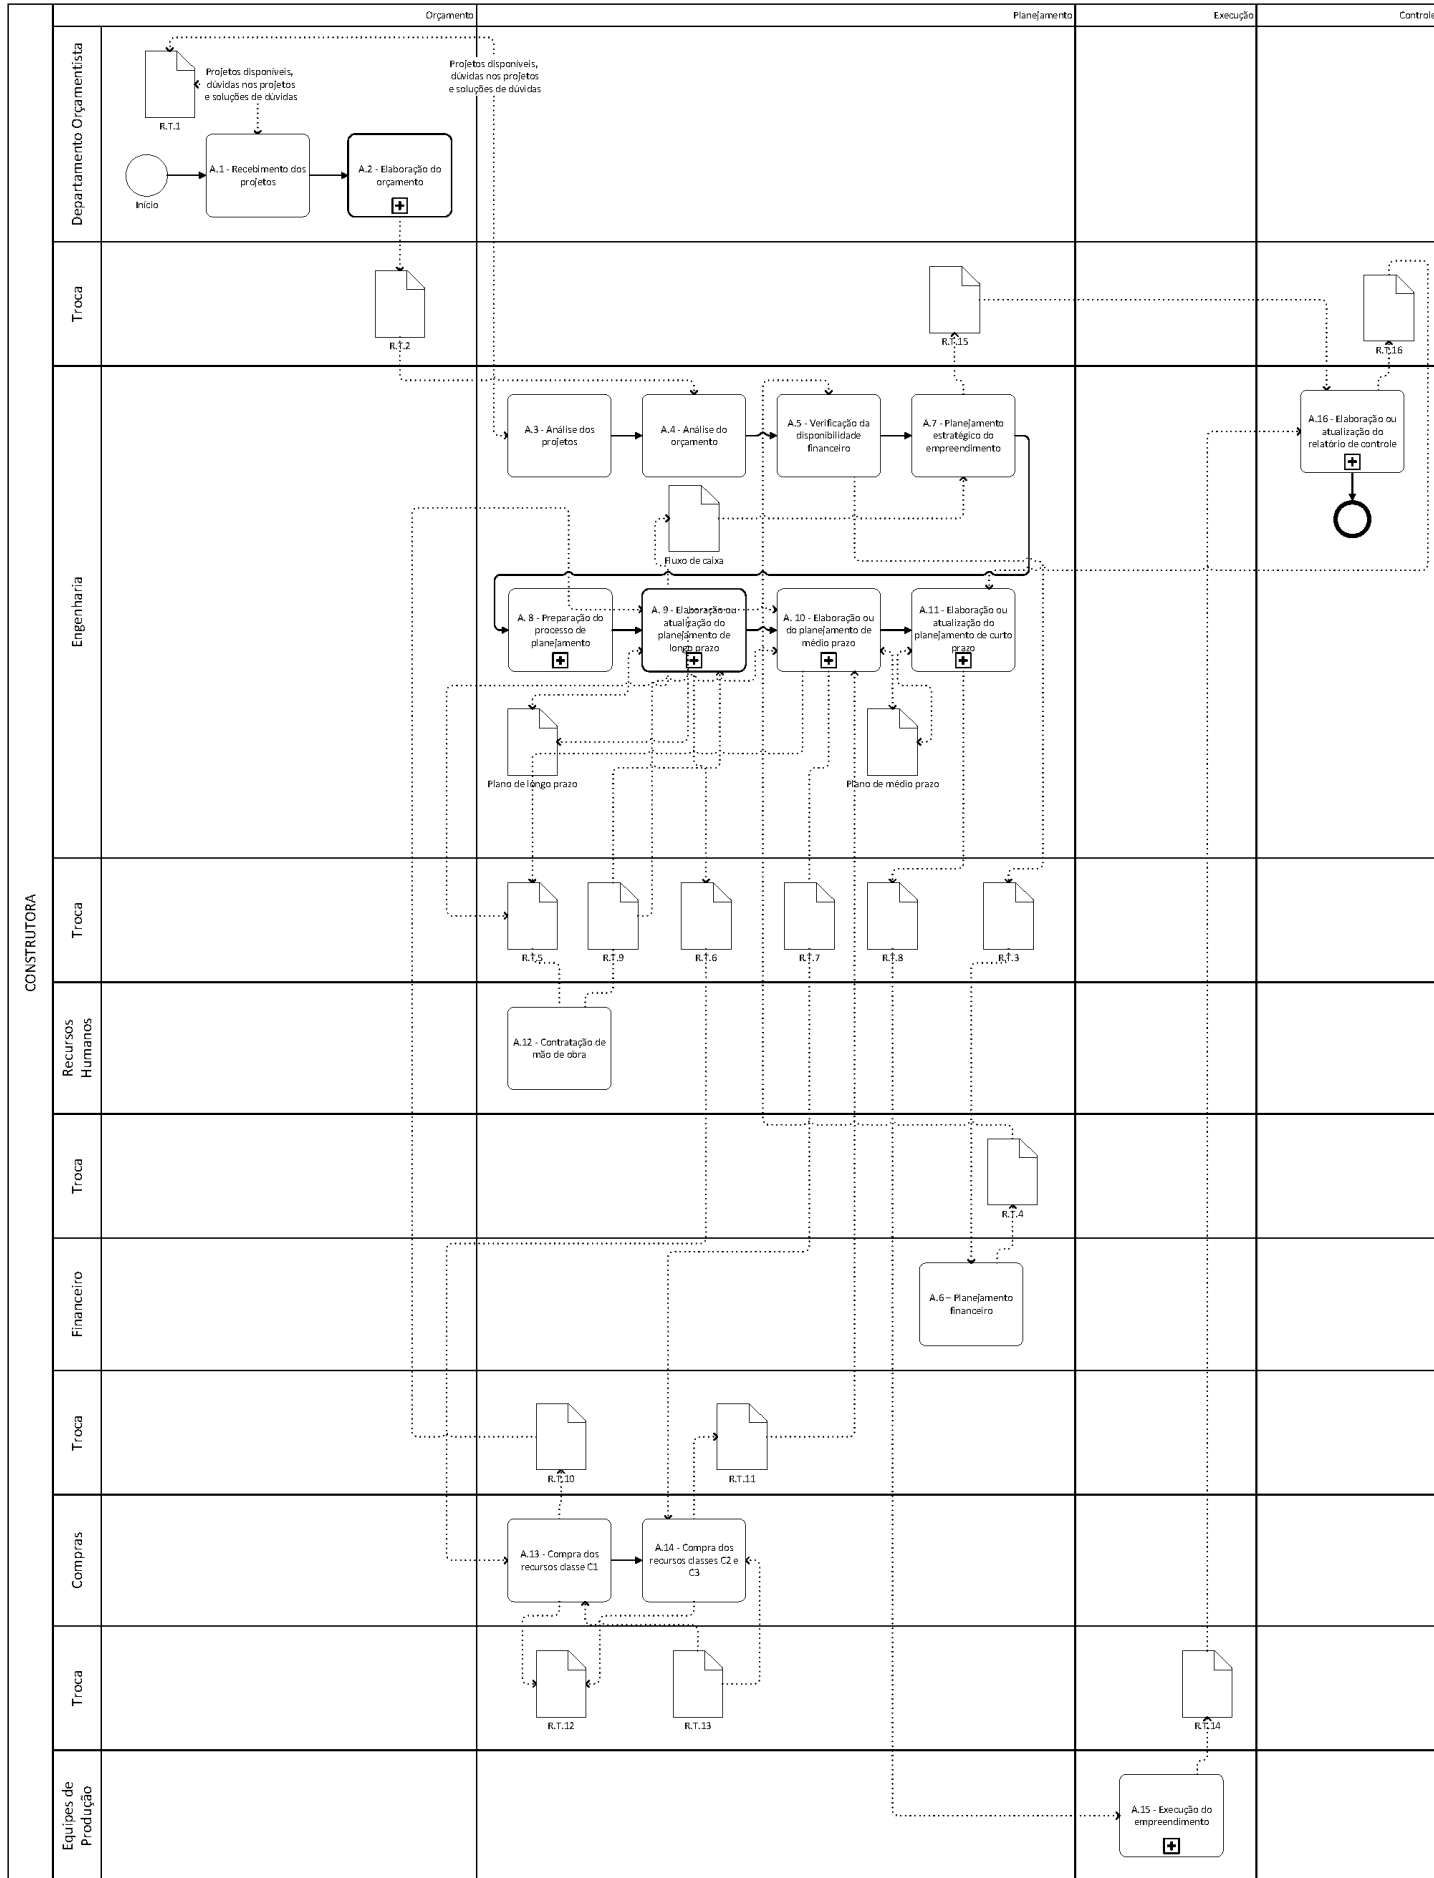 Orçamento
Planejamento
Execução
Controle
CONSTRUTORA
Departamento Orçamentista
R.T.1
Projetos disponíveis,
dúvidas nos projetos
e soluções de dúvidas
Projetos disponíveis,
dúvidas nos projetos
e soluções de dúvidas
Início
A.1 - Recebimento dos
projetos
A.2 - Elaboração do
orçamento
Troca
R.T.2
R.T.15
R.T.16
Engenharia
A.3 - Análise dos
projetos
A.4 - Análise do
orçamento
A.5 - Verificação da
disponibilidade
financeiro
A.7 - Planejamento
estratégico do
empreendimento
A.16 - Elaboração ou
atualização do
relatório de controle
Fluxo de caixa
A. 8 - Preparação do
processo de
planejamento
A. 9 - Elaboração ou
atualização do
planejamento de
longo prazo
A. 10 - Elaboração ou
do planejamento de
médio prazo
A.11 - Elaboração ou
atualização do
planejamento de curto
prazo
Plano de longo prazo
Plano de médio prazo
Troca
R.T.5
R.T.9
R.T.6
R.T.7
R.T.8
R.T.3
Recursos
Humanos
A.12 - Contratação de
mão de obra
Troca
R.T.4
Financeiro
A.6 – Planejamento
financeiro
Troca
R.T.10
R.T.11
Compras
A.13 - Compra dos
recursos classe C1
A.14 - Compra dos
recursos classes C2 e
C3
Troca
R.T.12
R.T.13
R.T.14
Equipes de
Produção
A.15 - Execução do
empreendimento